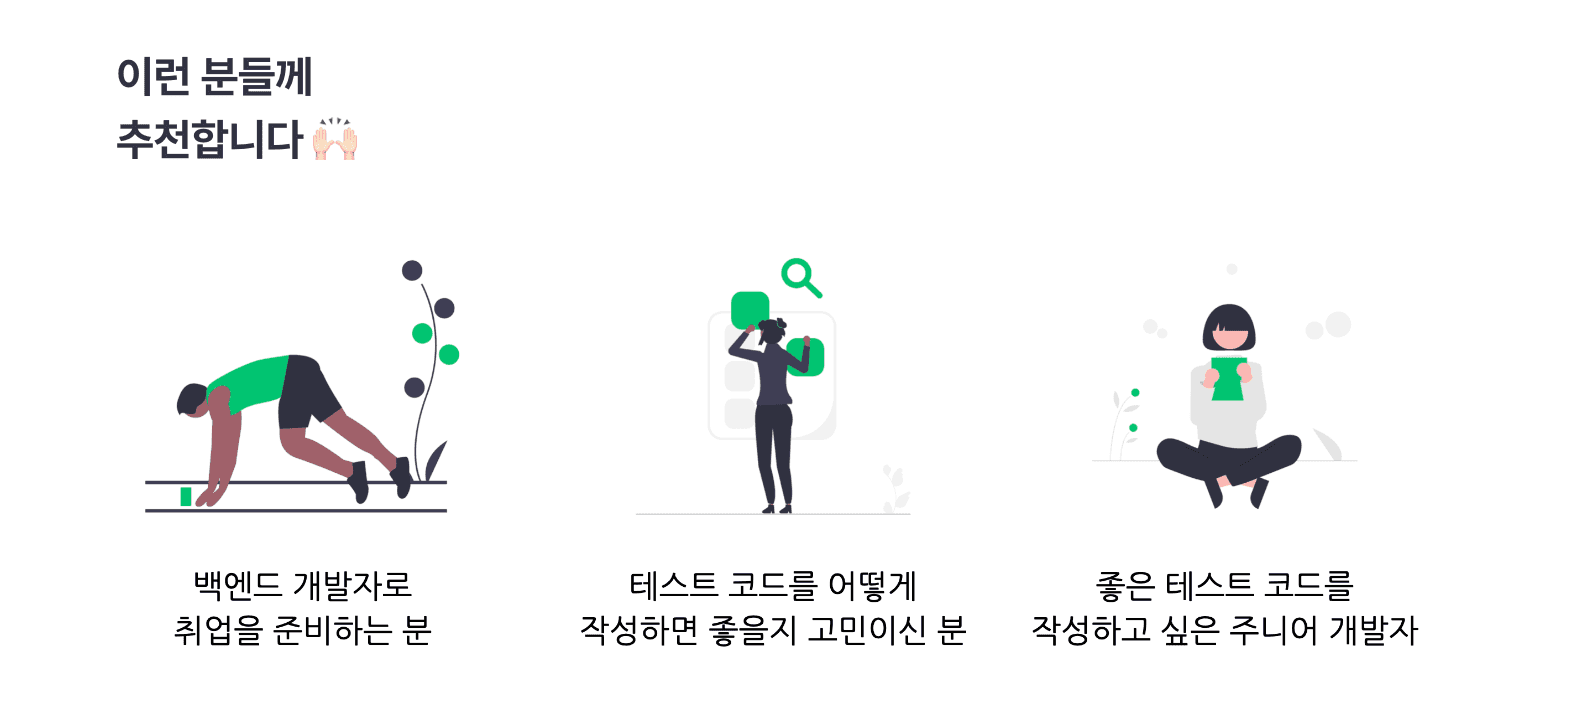 이런 분들께
추천합니다 🙌🏻
백엔드 개발자로
취업을 준비하는 분
테스트 코드를 어떻게
작성하면 좋을지 고민이신 분
좋은 테스트 코드를
작성하고 싶은 주니어 개발자